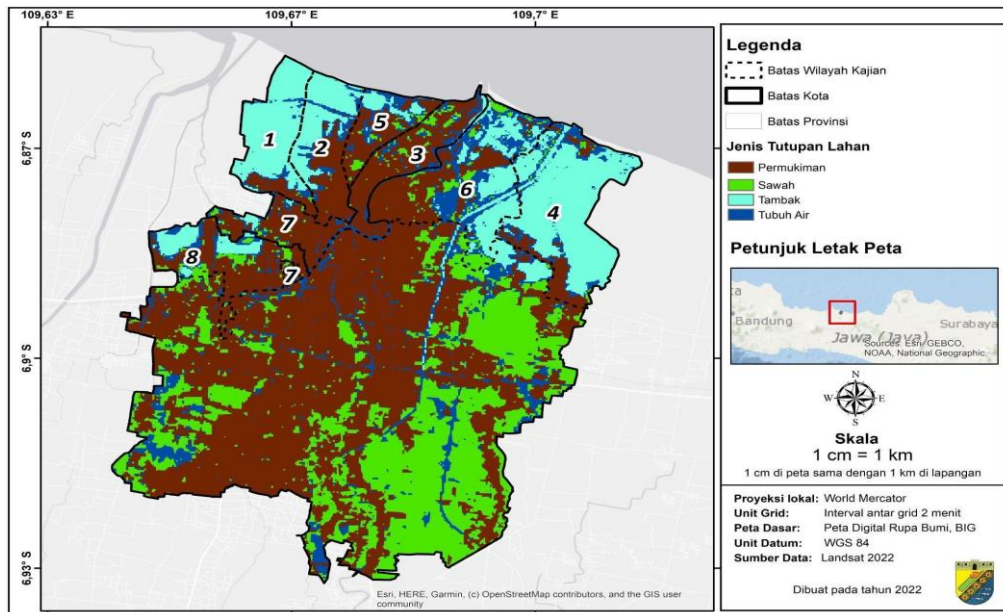 109,63° E
109,67° E
109,7° E
6,87° S
6,9° S
6,93° S
1
2
5
3
6
4
7
7
8
Esri, HERE, Garmin, (c) OpenStreetMap contributors, and the GIS user
community
Legenda
Batas Wilayah Kajian
Batas Kota
Batas Provinsi
Jenis Tutupan Lahan
Permukiman
Sawah
Tambak
Tubuh Air
Petunjuk Letak Peta
ta
Bandung
Surabaya
Jawa (Java)
Sources: Esri, GEBCO,
NOAA, National Geographic,
N
W E
S
Skala
1 cm = 1 km
1 cm di peta sama dengan 1 km di lapangan
Proyeksi lokal: World Mercator
Unit Grid: Interval antar grid 2 menit
Peta Dasar: Peta Digital Rupa Bumi, BIG
Unit Datum: WGS 84
Sumber Data: Landsat 2022
Dibuat pada tahun 2022